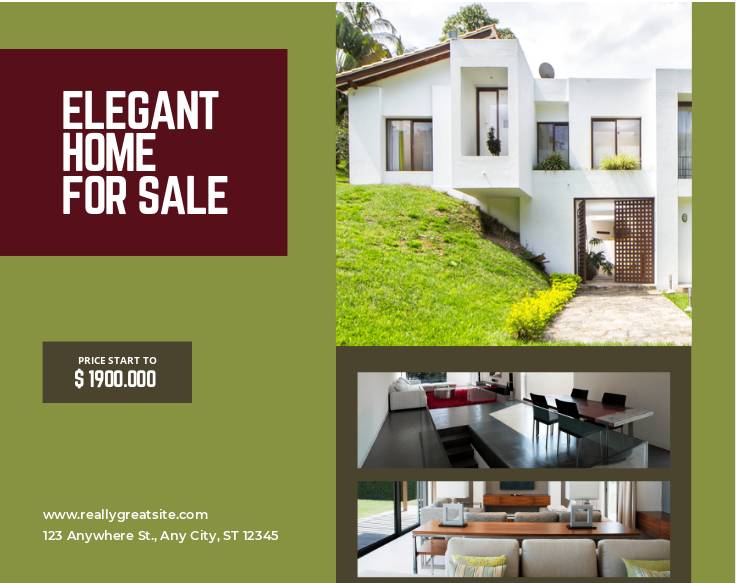 ELEGANT
HOME
FOR SALE
PRICE START TO
$ 1900.000
www.reallygreatsite.com
123 Anywhere St., Any City, ST 12345